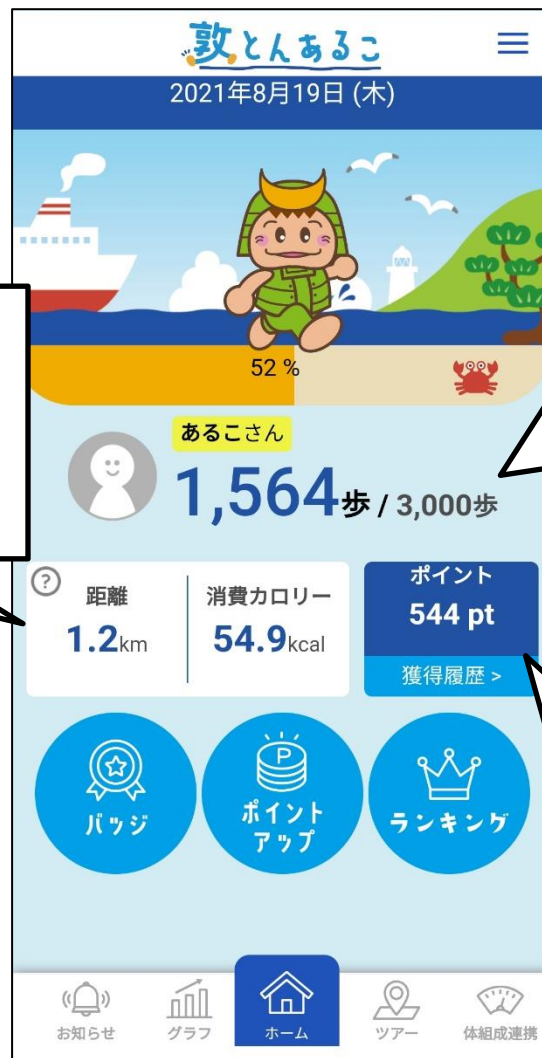 敦とんあるこ
2021年8月19日 (木)
52 %
あるこさん
1,564歩 / 3,000歩
? 距離 消費カロリー
1.2km 54.9kcal
ポイント
544 pt
獲得履歴 >
バッジ
P
ポイント
アップ
ランキング
お知らせ グラフ ホーム ツアー 体組成連携